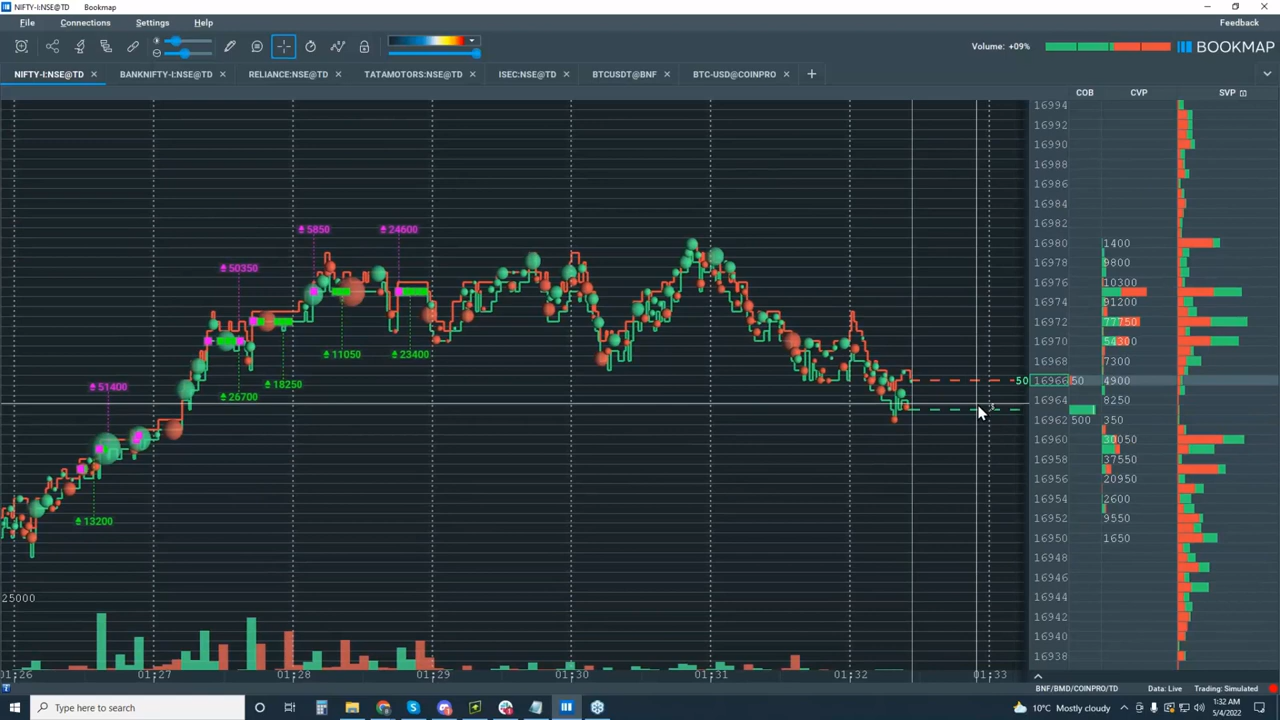 NIFTY-I:NSE@TD Bookmap
File Connections Settings Help Feedback
Volume: +09% BOOKMAP
NIFTY-I:NSE@TD BANKNIFTY-I:NSE@TD RELIANCE:NSE@TD TATAMOTORS:NSE@TD ISEC:NSE@TD BTCUSDT@BNF BTC-USD@COINPRO
COB CVP SVP
16994
16992
16990
16988
16986
16984
16982
5850 24600
16980 1400
16978 9800
50350
16976 10300
16974 91200
16972 77750
16970 54300
11050 23400
16968 7300
50 16966 50 4900
51400 18250
26700
16964 8250
16962 500 350
16960 30050
16958 37550
16956 20950
16954 2600
13200
16952 9550
16950 1650
16948
16946
25000
16944
16942
16940
16938
01:26 01:27 01:28 01:29 01:30 01:31 01:32 01:33
BNF/BMD/COINPRO/TD Data: Live Trading: Simulated
Type here to search
10°C Mostly cloudy
1:32 AM
5/4/2022